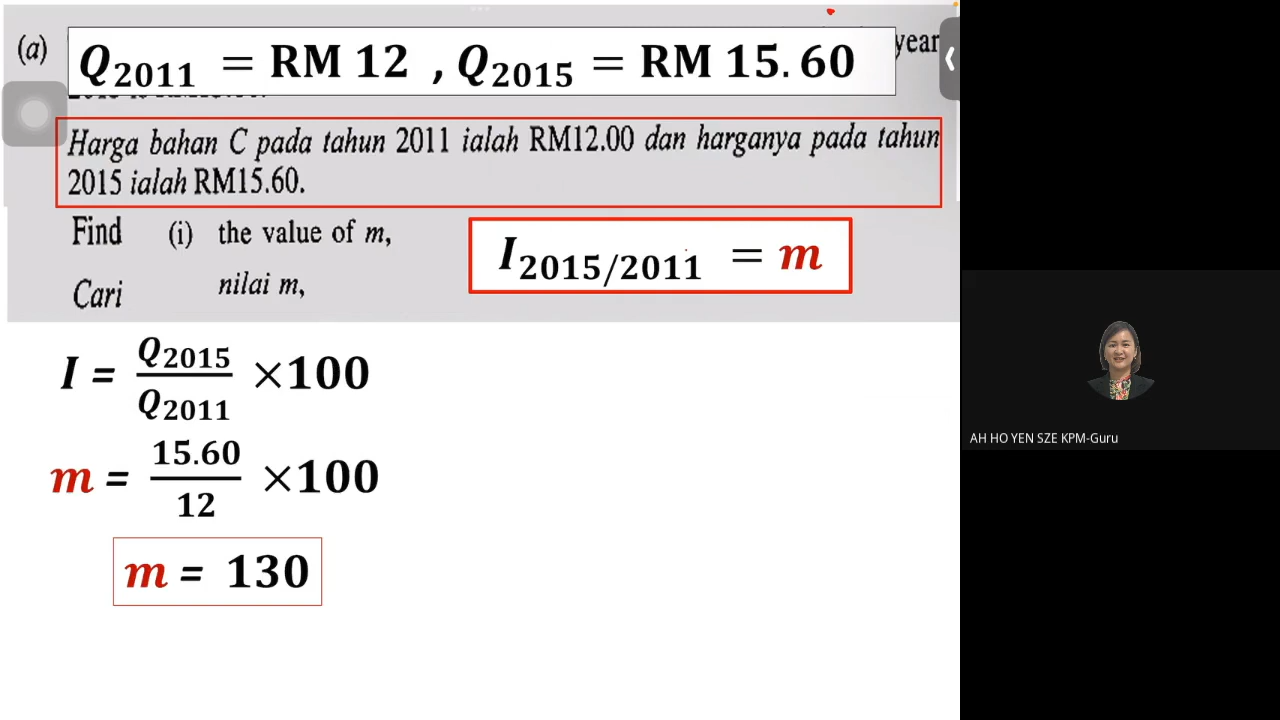 (a) Q2011 = RM 12 , Q2015 = RM 15.60 year
Harga bahan C pada tahun 2011 ialah RM12.00 dan harganya pada tahun
2015 ialah RM15.60.
Find (i) the value of m,
Cari nilai m,
I2015/2011 = m
I = Q2015/Q2011 ×100
m = 15.60/12 ×100
m = 130
AH HO YEN SZE KPM-Guru